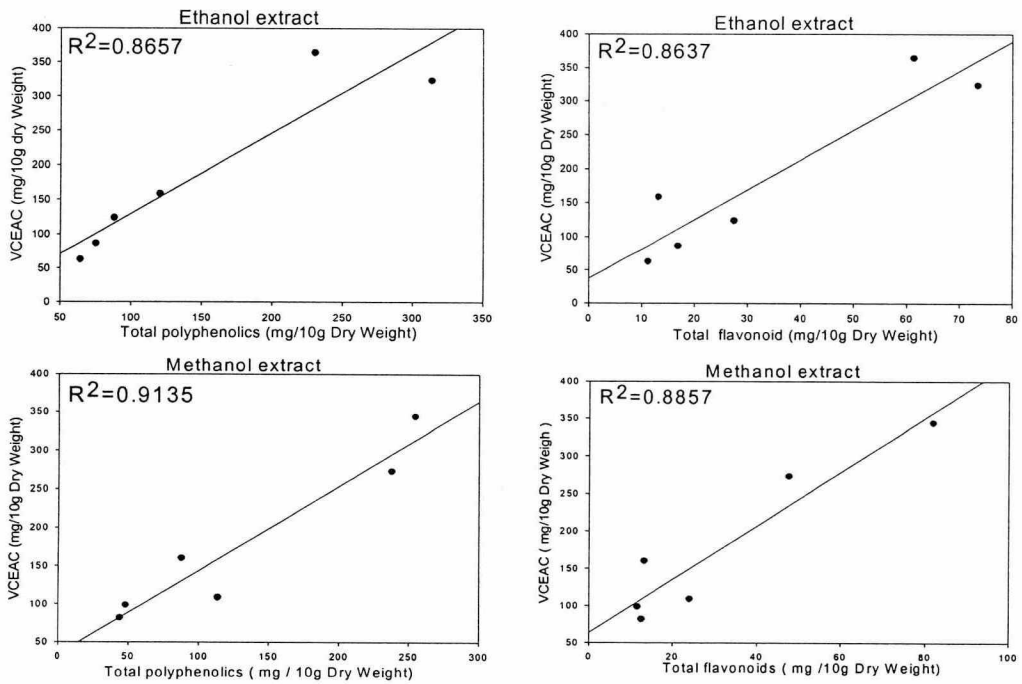 Ethanol extract
R2=0.8657
VCEAC (mg/10g dry Weight)
400
350
300
250
200
150
100
50
0
50 100 150 200 250 300 350
Total polyphenolics (mg/10g Dry Weight)
Ethanol extract
R2=0.8637
VCEAC (mg/10g Dry Weight)
400
350
300
250
200
150
100
50
0
0 10 20 30 40 50 60 70 80
Total flavonoid (mg/10g Dry Weight)
Methanol extract
R2=0.9135
VCEAC (mg/10g Dry Weight)
400
350
300
250
200
150
100
50
0 50 100 150 200 250 300
Total polyphenolics ( mg / 10g Dry Weight)
Methanol extract
R2=0.8857
VCEAC ( mg/10g Dry Weigh )
400
350
300
250
200
150
100
50
0 20 40 60 80 100
Total flavonoids ( mg /10g Dry Weight)